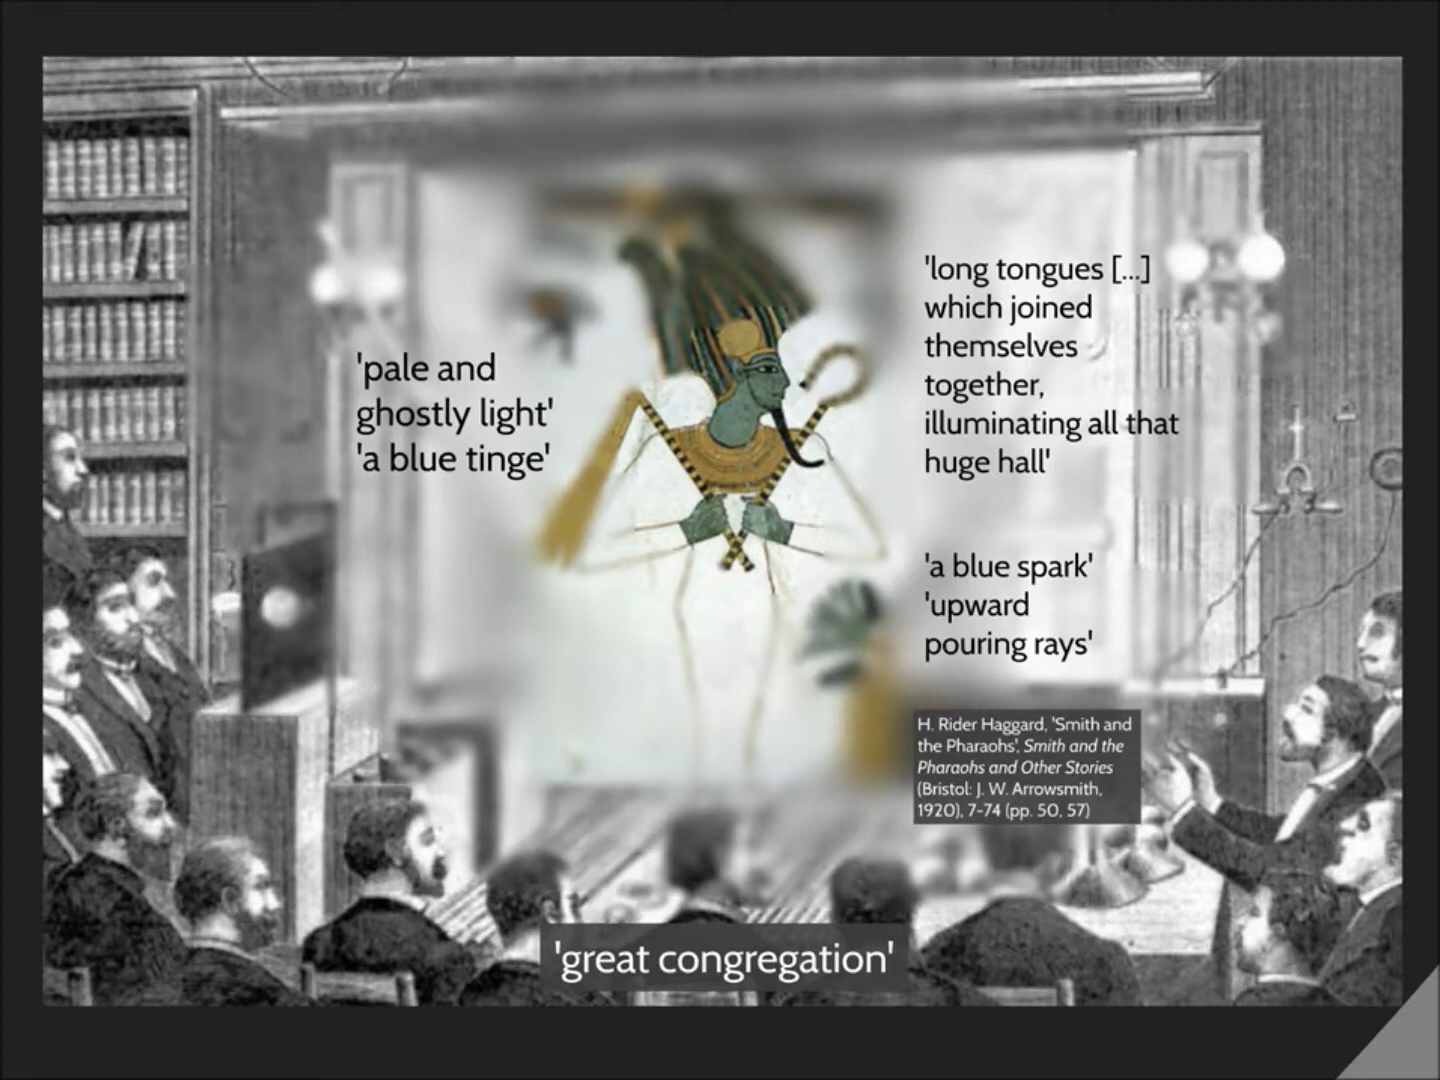 'pale and
ghostly light'
'a blue tinge'
'long tongues [...]
which joined
themselves
together,
illuminating all that
huge hall'
'a blue spark'
'upward
pouring rays'
H. Rider Haggard, 'Smith and
the Pharaohs', Smith and the
Pharaohs and Other Stories
(Bristol: J. W. Arrowsmith,
1920), 7-74 (pp. 50, 57)
'great congregation'